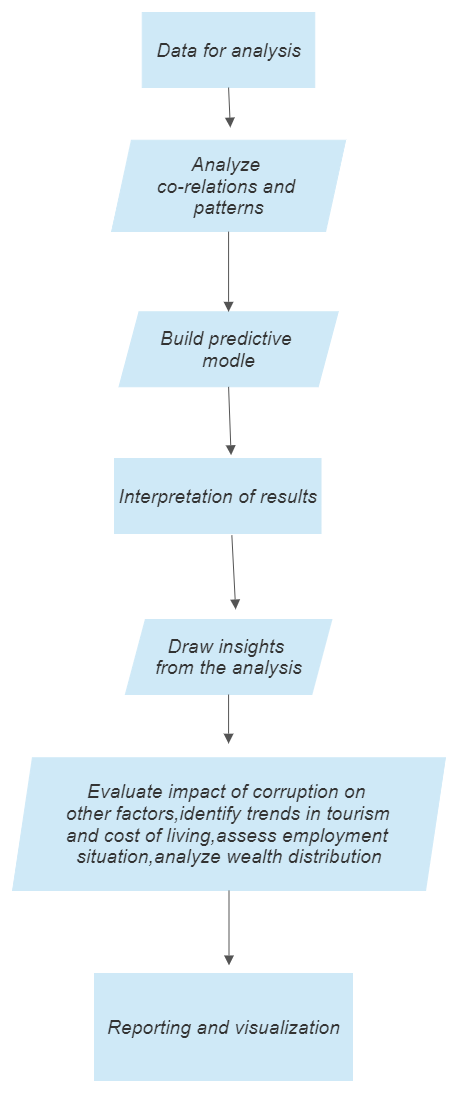 Data for analysis
Analyze
co-relations and
patterns
Build predictive
modle
Interpretation of results
Draw insights
from the analysis
Evaluate impact of corruption on
other factors,identify trends in tourism
and cost of living,assess employment
situation,analyze wealth distribution
Reporting and visualization